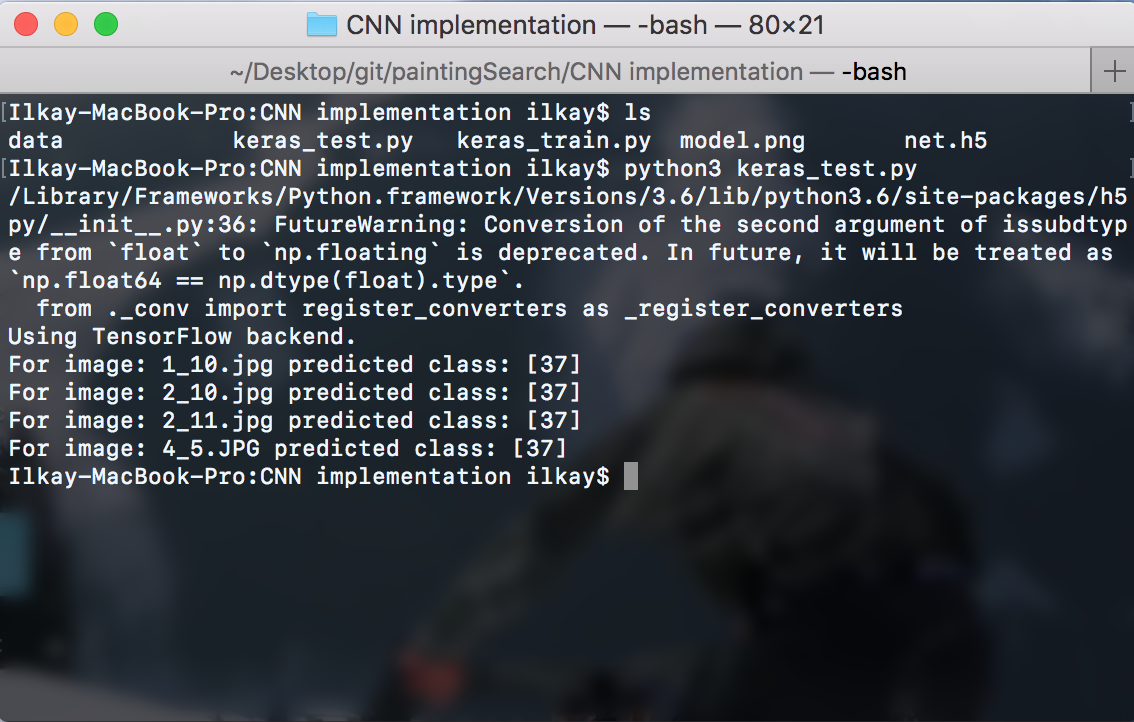 CNN implementation — -bash — 80×21
~/Desktop/git/paintingSearch/CNN implementation — -bash
[Ilkay-MacBook-Pro:CNN implementation ilkay$ ls ]
data            keras_test.py   keras_train.py  model.png       net.h5
[Ilkay-MacBook-Pro:CNN implementation ilkay$ python3 keras_test.py ]
/Library/Frameworks/Python.framework/Versions/3.6/lib/python3.6/site-packages/h5
py/__init__.py:36: FutureWarning: Conversion of the second argument of issubdtyp
e from `float` to `np.floating` is deprecated. In future, it will be treated as
`np.float64 == np.dtype(float).type`.
  from ._conv import register_converters as _register_converters
Using TensorFlow backend.
For image: 1_10.jpg predicted class: [37]
For image: 2_10.jpg predicted class: [37]
For image: 2_11.jpg predicted class: [37]
For image: 4_5.JPG predicted class: [37]
Ilkay-MacBook-Pro:CNN implementation ilkay$